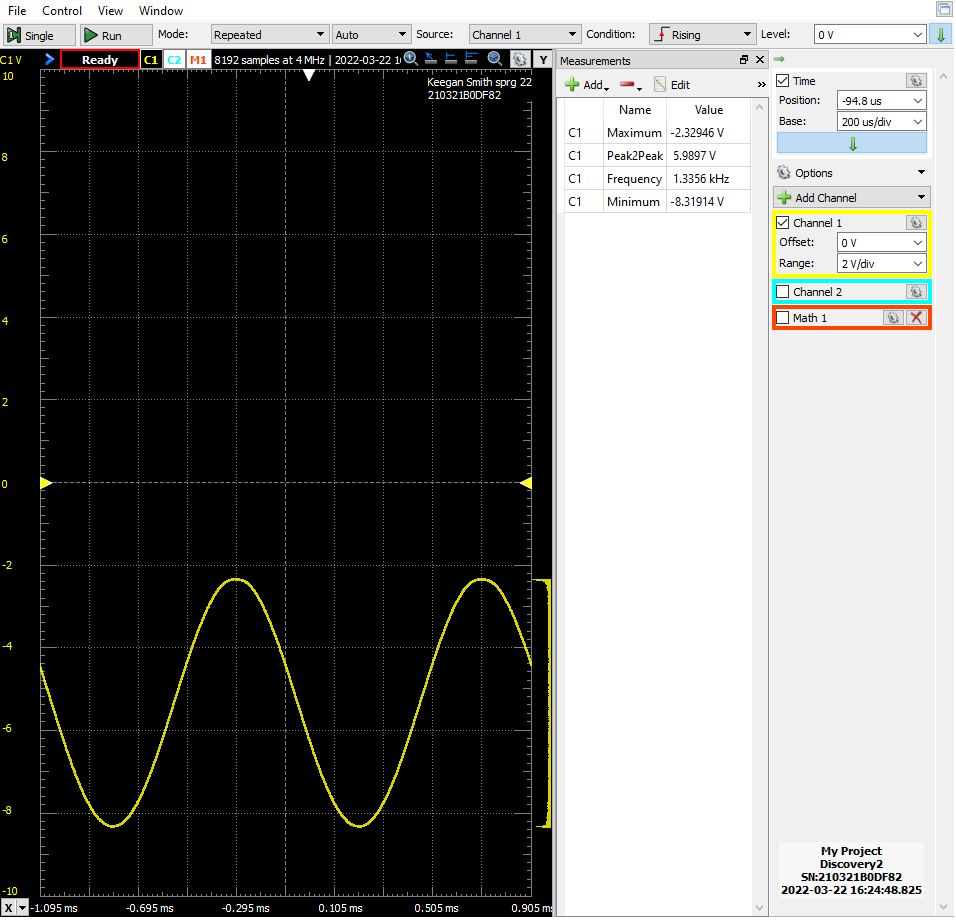 File Control View Window
Single Run Mode: Repeated Auto Source: Channel 1 Condition: Rising Level: 0 V
C1 V Ready C1 C2 M1 8192 samples at 4 MHz | 2022-03-22 1 Y
Keegan Smith sprg 22
210321B0DF82
10
8
6
4
2
0
-2
-4
-6
-8
-10
X -1.095 ms -0.695 ms -0.295 ms 0.105 ms 0.505 ms 0.905 ms
Measurements
Add Edit »
Name Value
C1 Maximum -2.32946 V
C1 Peak2Peak 5.9897 V
C1 Frequency 1.3356 kHz
C1 Minimum -8.31914 V
Time
Position: -94.8 us
Base: 200 us/div
Options
Add Channel
Channel 1
Offset: 0 V
Range: 2 V/div
Channel 2
Math 1
My Project
Discovery2
SN:210321B0DF82
2022-03-22 16:24:48.825